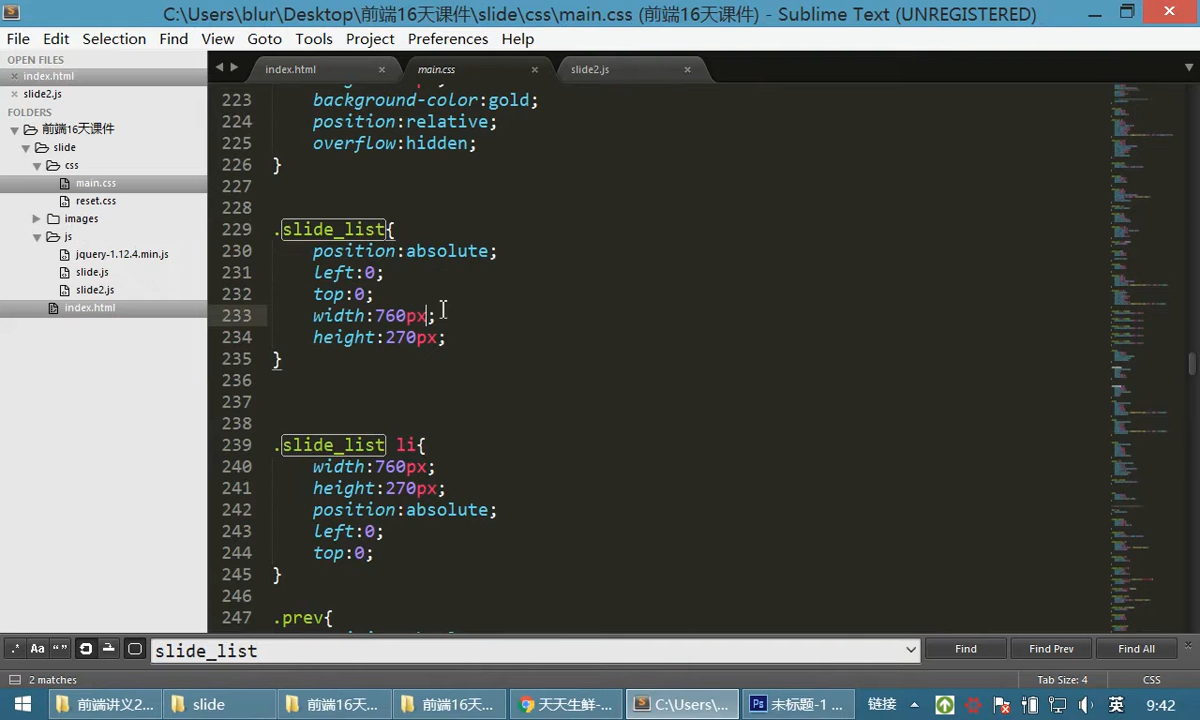 C:\Users\blur\Desktop\前端16天课件\slide\css\main.css (前端16天课件) - Sublime Text (UNREGISTERED)
File Edit Selection Find View Goto Tools Project Preferences Help
OPEN FILES
index.html
slide2.js
FOLDERS
前端16天课件
slide
css
main.css
reset.css
images
js
jquery-1.12.4.min.js
slide.js
slide2.js
index.html
index.html main.css slide2.js
223 background-color:gold;
224 position:relative;
225 overflow:hidden;
226 }
227
228
229 .slide_list{
230 position:absolute;
231 left:0;
232 top:0;
233 width:760px;
234 height:270px;
235 }
236
237
238
239 .slide_list li{
240 width:760px;
241 height:270px;
242 position:absolute;
243 left:0;
244 top:0;
245 }
246
247 .prev{
.* Aa “” slide_list Find Find Prev Find All
2 matches Tab Size: 4 CSS
前端讲义2... slide 前端16天... 前端16天... 天天生鲜-... C:\Users\... Ps 未标题-1 ... 链接 英 9:42